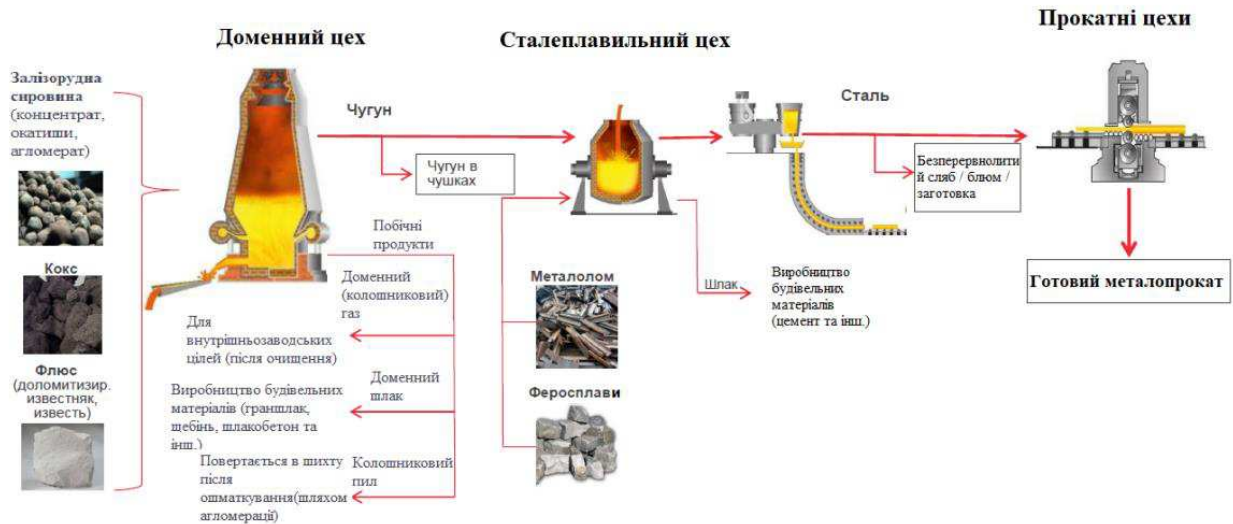 Доменний цех
Сталеплавильний цех
Прокатні цехи
Залізорудна
сировина
(концентрат,
окатиши,
агломерат)
Кокс
Флюс
(доломитизир.
известняк,
известь)
Чугун
Чугун в
чушках
Побічні
продукти
Доменний
(колошниковий)
газ
Для
внутрішньозаводських
цілей (після очищення)
Доменний
шлак
Виробництво будівельних
матеріалів (граншлак,
щебінь, шлакобетон та
інш.)
Колошниковий
пил
Повертається в шихту
після
ошматкування(шляхом
агломерації)
Металолом
Феросплави
Шлак
Виробництво
будівельних
матеріалів
(цемент та інш.)
Сталь
Безперервнолити
й сляб / блюм /
заготовка
Готовий металопрокат